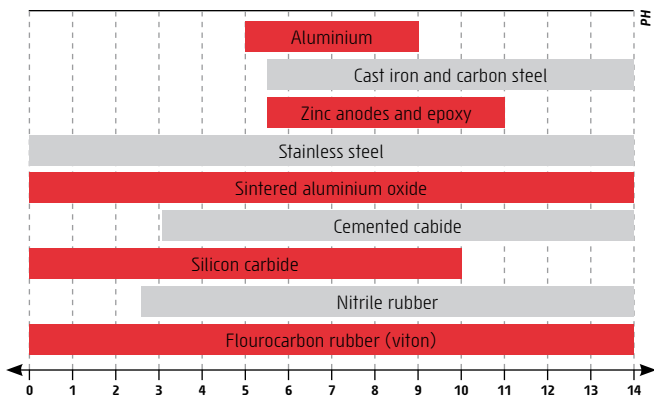 PH
Aluminium
Cast iron and carbon steel
Zinc anodes and epoxy
Stainless steel
Sintered aluminium oxide
Cemented cabide
Silicon carbide
Nitrile rubber
Flourocarbon rubber (viton)
0 1 2 3 4 5 6 7 8 9 10 11 12 13 14